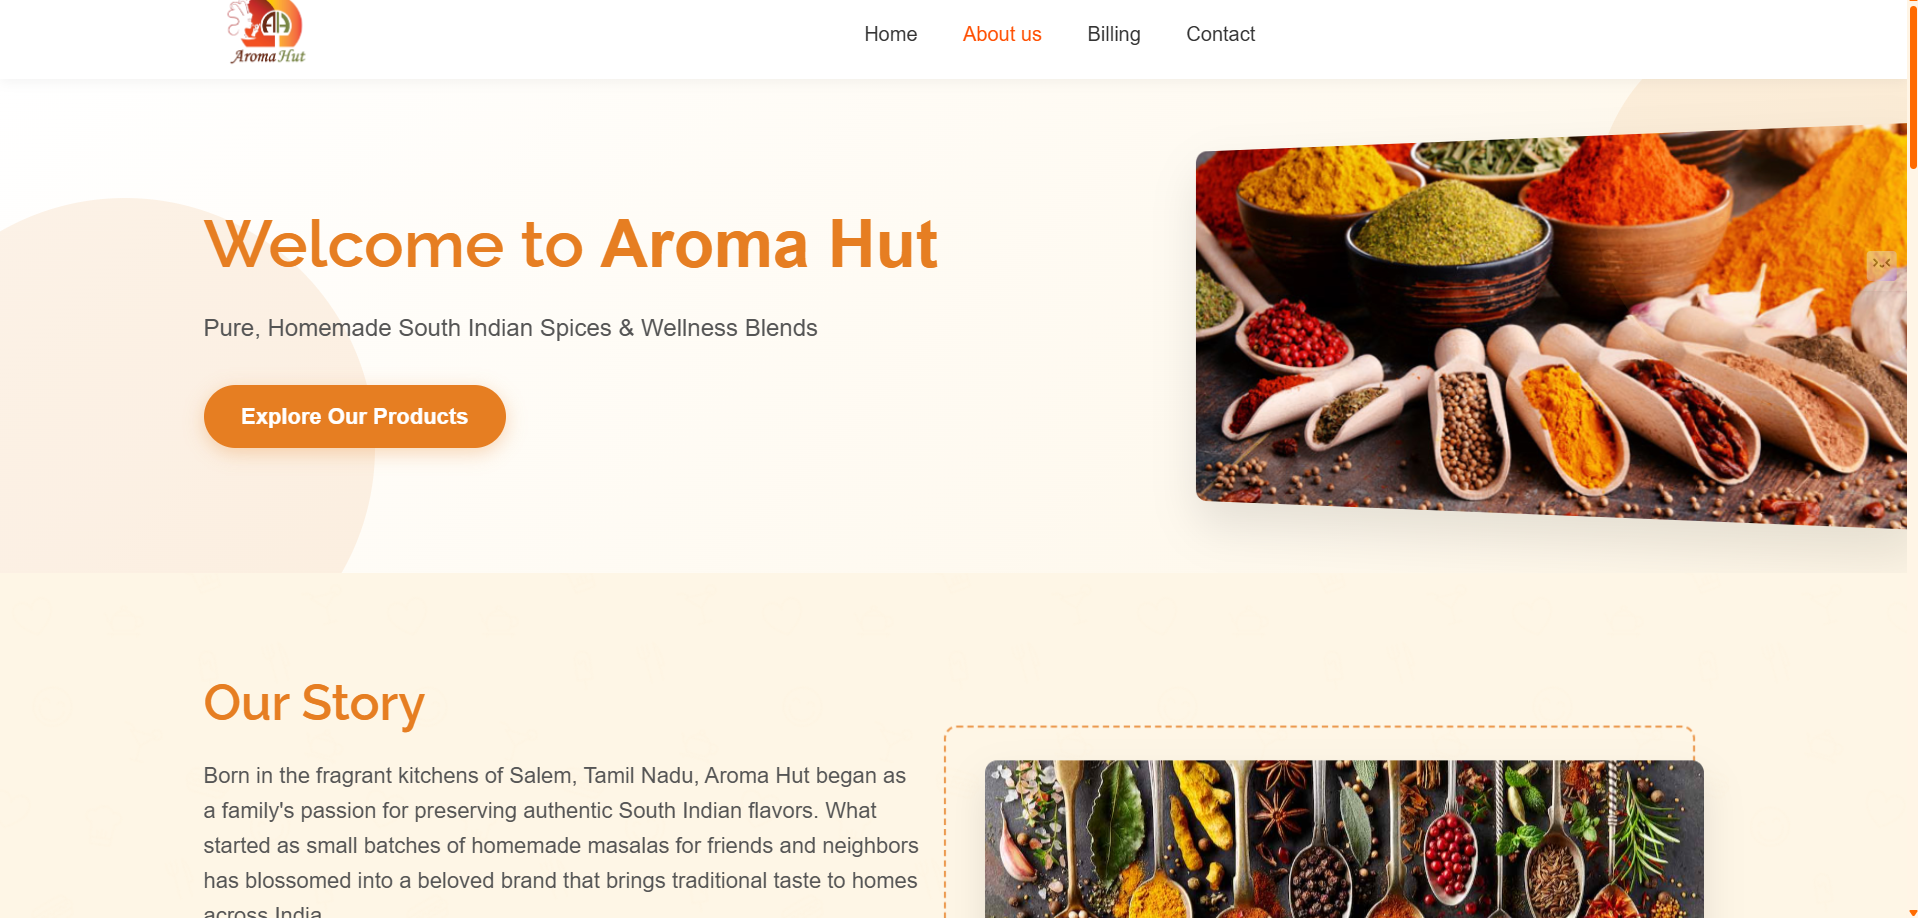 AH
Aroma Hut
Home
About us
Billing
Contact
Welcome to Aroma Hut
Pure, Homemade South Indian Spices & Wellness Blends
Explore Our Products
Our Story
Born in the fragrant kitchens of Salem, Tamil Nadu, Aroma Hut began as
a family's passion for preserving authentic South Indian flavors. What
started as small batches of homemade masalas for friends and neighbors
has blossomed into a beloved brand that brings traditional taste to homes
across India.